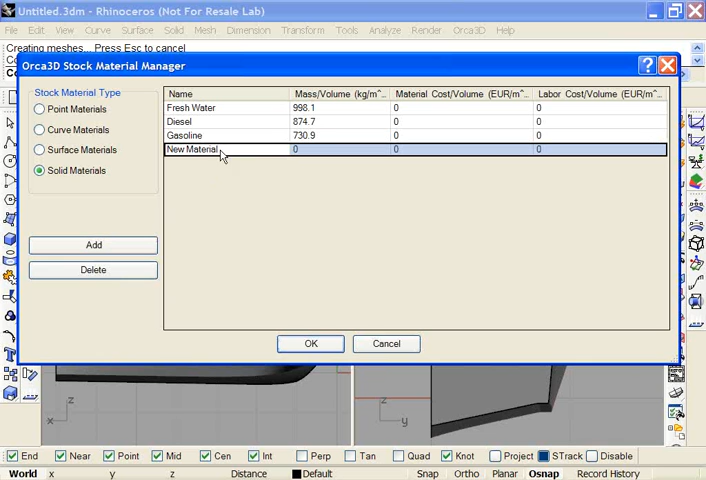 Untitled.3dm - Rhinoceros (Not For Resale Lab)
File Edit View Curve Surface Solid Mesh Dimension Transform Tools Analyze Render Orca3D Help
Creating meshes... Press Esc to cancel
Orca3D Stock Material Manager
Stock Material Type
Point Materials
Curve Materials
Surface Materials
Solid Materials
Add
Delete
Name Mass/Volume (kg/m^... Material Cost/Volume (EUR/m^... Labor Cost/Volume (EUR/m^...
Fresh Water 998.1 0 0
Diesel 874.7 0 0
Gasoline 730.9 0 0
New Material 0 0 0
OK Cancel
z
x
z
y
End Near Point Mid Cen Int Perp Tan Quad Knot Project STrack Disable
World x y z Distance Default Snap Ortho Planar Osnap Record History